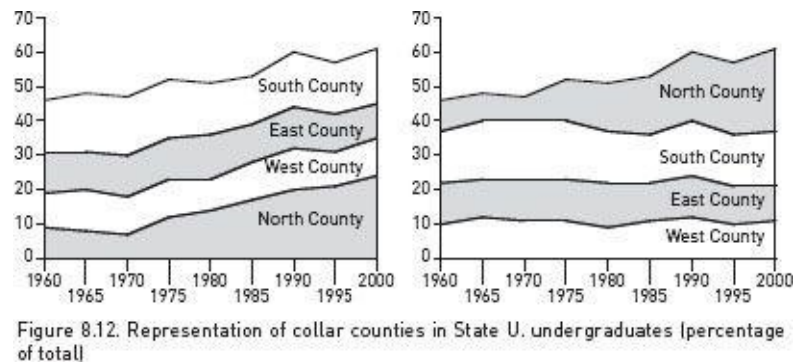 70
60
50
40
30
20
10
0
South County
East County
West County
North County
1960 1970 1980 1990 2000
1965 1975 1985 1995
70
60
50
40
30
20
10
0
North County
South County
East County
West County
1960 1970 1980 1990 2000
1965 1975 1985 1995
Figure 8.12. Representation of collar counties in State U. undergraduates (percentage
of total)